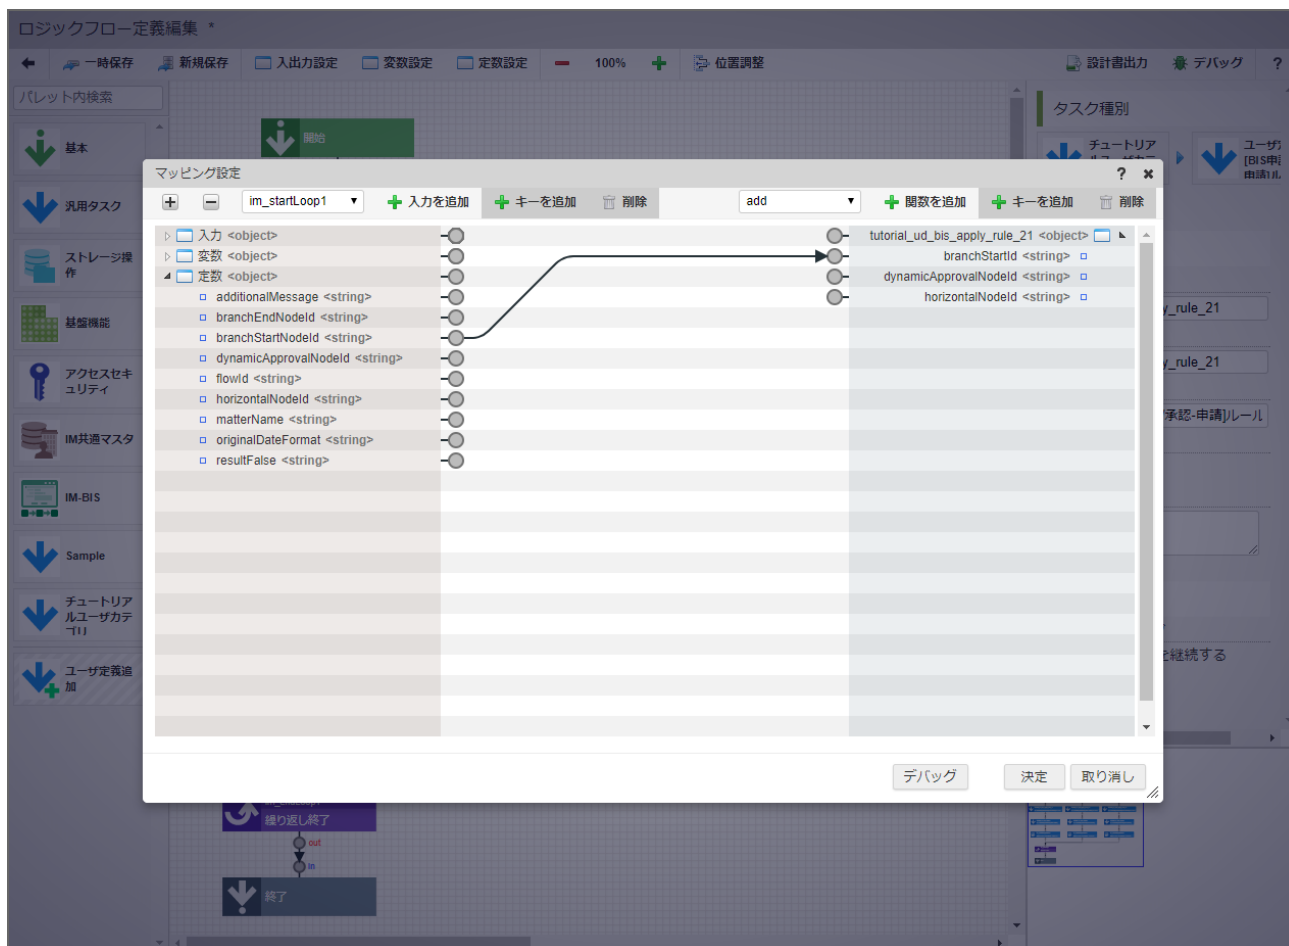 ロジックフロー定義編集 *
一時保存 新規保存 入出力設定 変数設定 定数設定 100% 位置調整 設計書出力 デバッグ ?
パレット内検索
基本
汎用タスク
ストレージ操
作
基盤機能
アクセスセキ
ュリティ
IM共通マスタ
IM-BIS
Sample
チュートリア
ルユーザカテ
ゴリ
ユーザ定義追
加
開始
タスク種別
チュートリア
ユーザ
[BIS申
マッピング設定 ?
im_startLoop1 入力を追加 キーを追加 削除 add 関数を追加 キーを追加 削除
入力 <object>
変数 <object>
定数 <object>
additionalMessage <string>
branchEndNodeId <string>
branchStartNodeId <string>
dynamicApprovalNodeId <string>
flowId <string>
horizontalNodeId <string>
matterName <string>
originalDateFormat <string>
resultFalse <string>
tutorial_ud_bis_apply_rule_21 <object>
branchStartId <string>
dynamicApprovalNodeId <string>
horizontalNodeId <string>
y_rule_21
y_rule_21
承認-申請]ルール
を継続する
デバッグ 決定 取り消し
繰り返し終了
out
in
終了